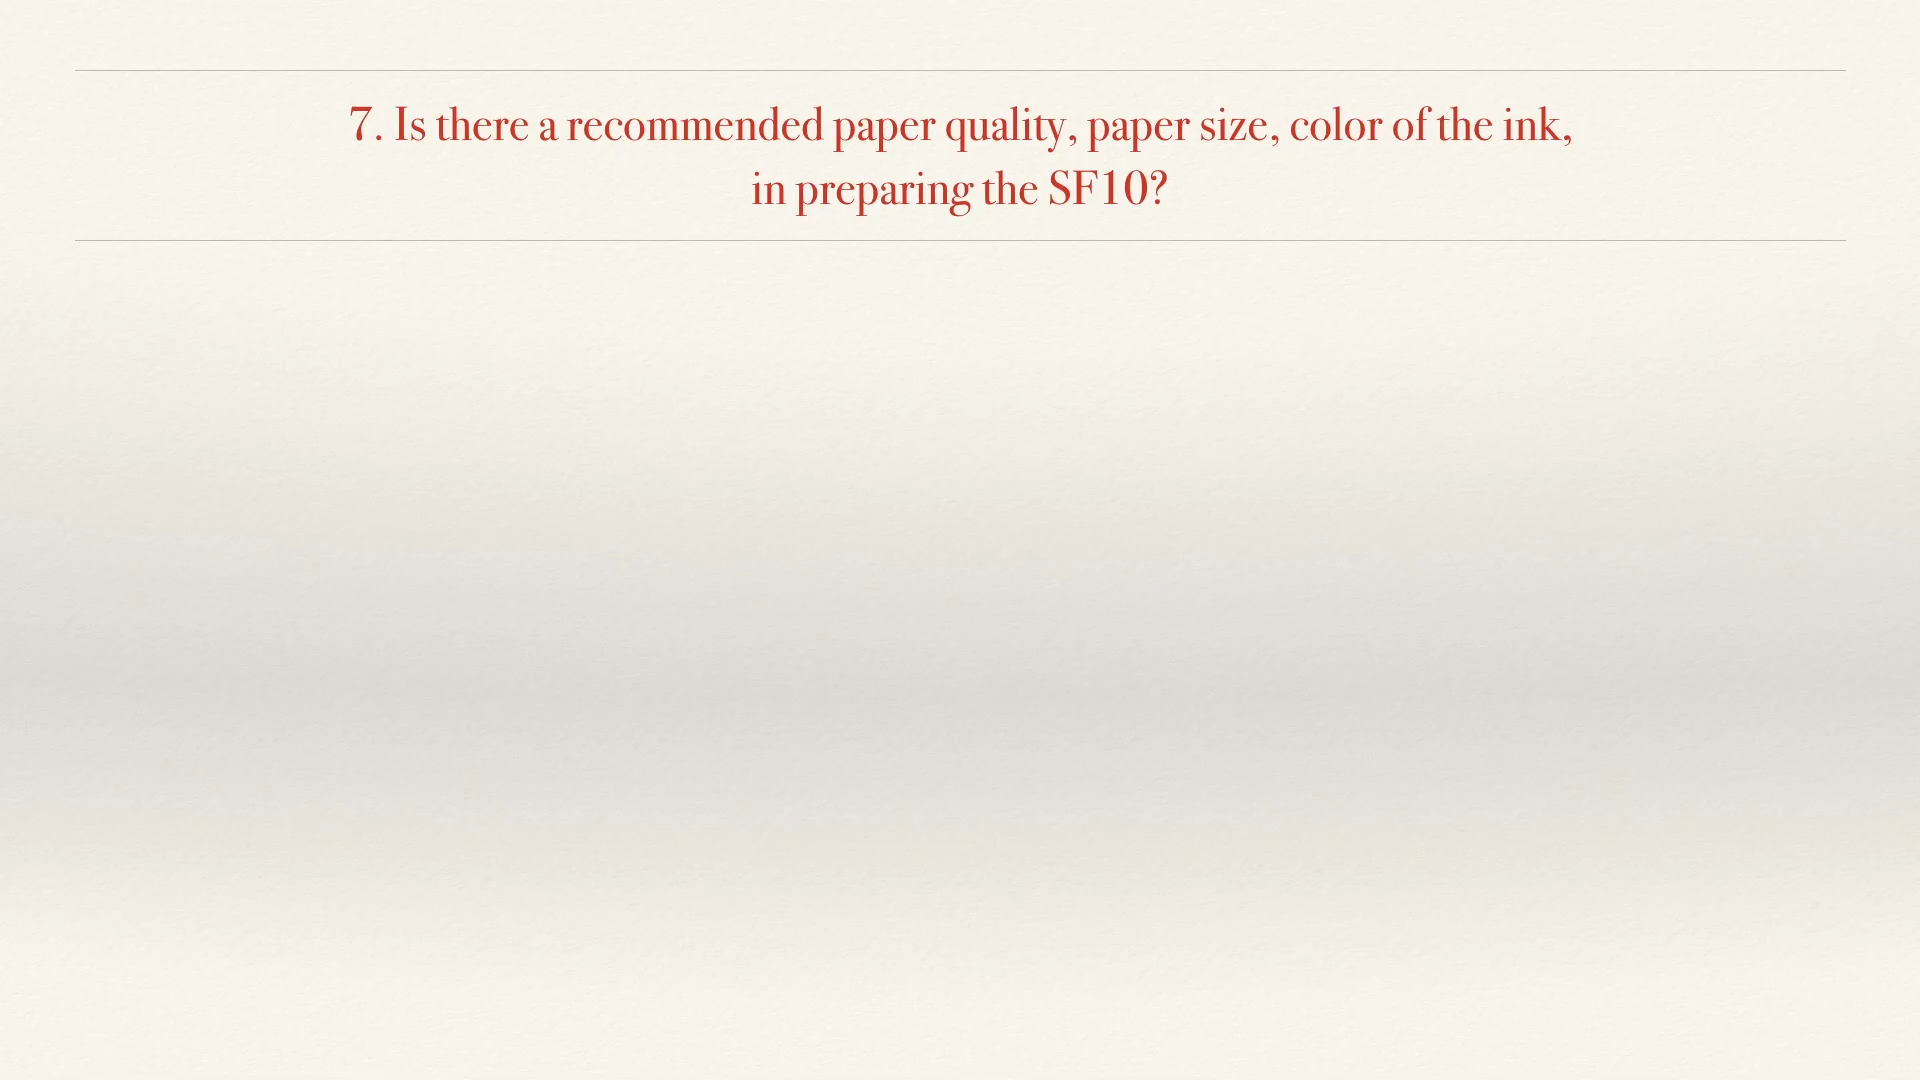 7. Is there a recommended paper quality, paper size, color of the ink,
in preparing the SF10?